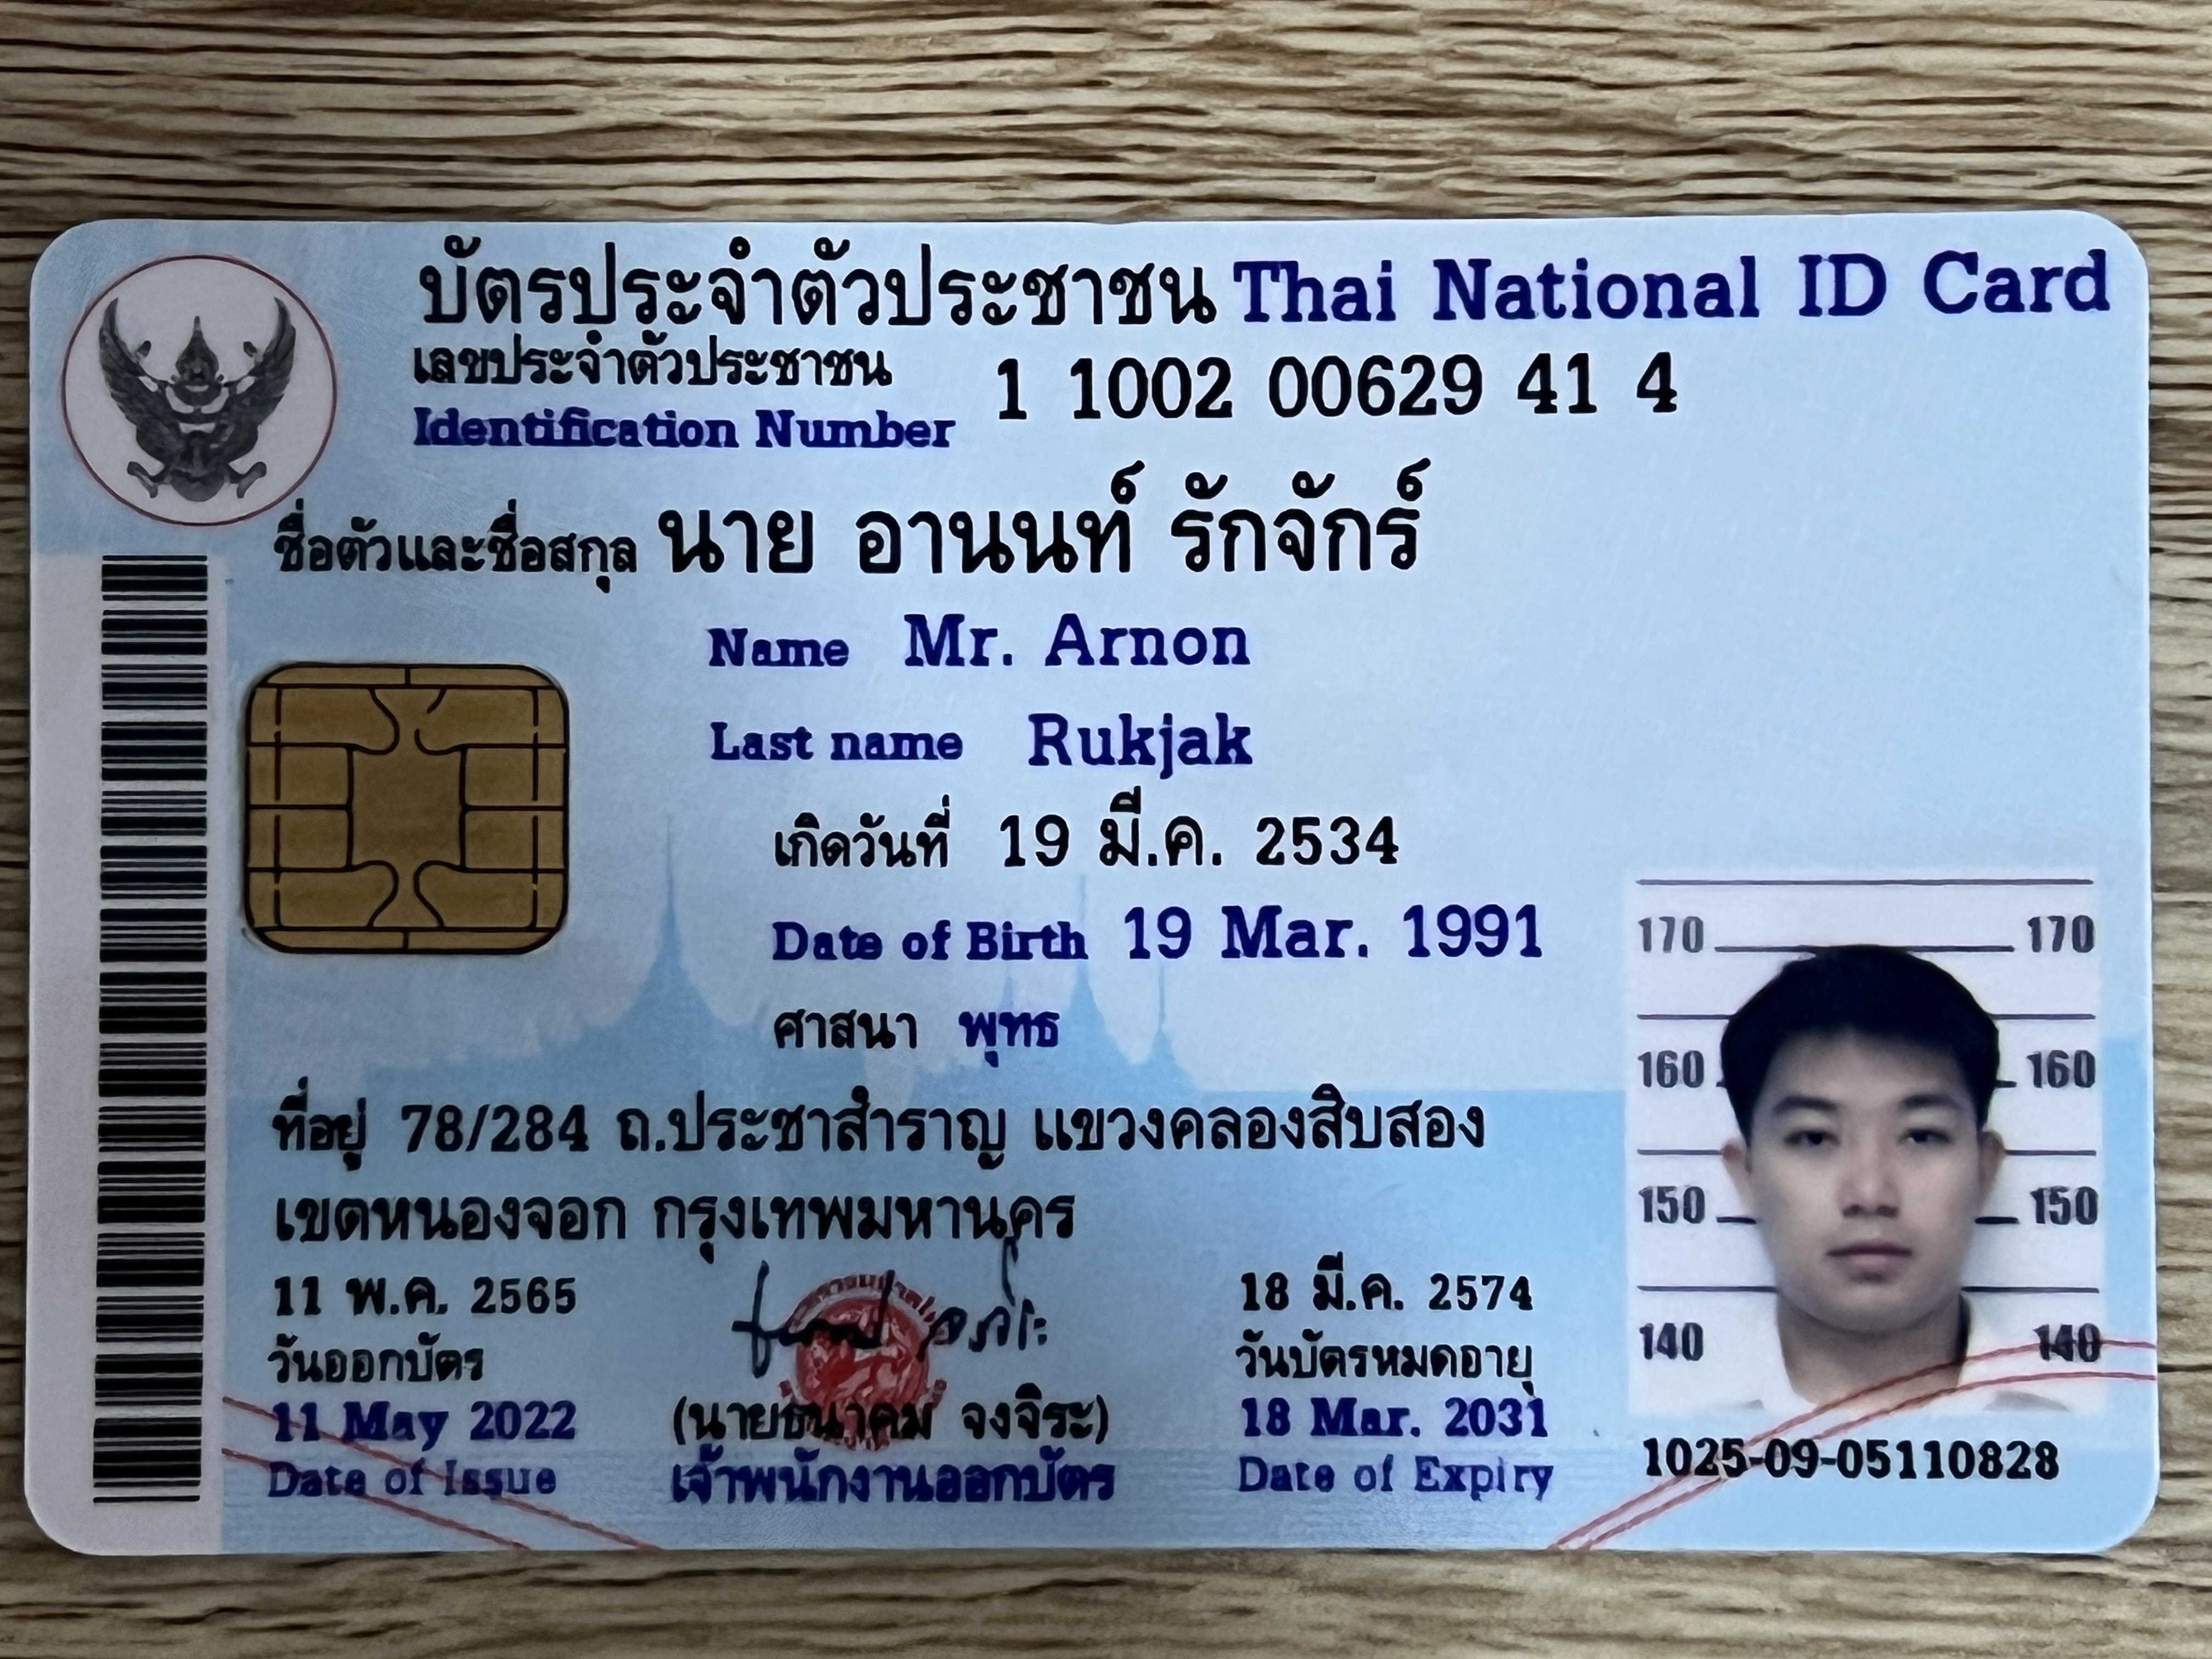 บัตรประจำตัวประชาชน Thai National ID Card
เลขประจำตัวประชาชน
Identification Number
1 1002 00629 41 4
ชื่อตัวและชื่อสกุล นาย อานนท์ รักจักร์
Name Mr. Arnon
Last name Rukjak
เกิดวันที่ 19 มี.ค. 2534
Date of Birth 19 Mar. 1991
ศาสนา พุทธ
ที่อยู่ 78/284 ถ.ประชาสำราญ แขวงคลองสิบสอง
เขตหนองจอก กรุงเทพมหานคร
11 พ.ค. 2565
วันออกบัตร
11 May 2022
Date of Issue
(นายธนาคม จงจิระ)
เจ้าพนักงานออกบัตร
18 มี.ค. 2574
วันบัตรหมดอายุ
18 Mar. 2031
Date of Expiry
170 170
160 160
150 150
140 140
1025-09-05110828